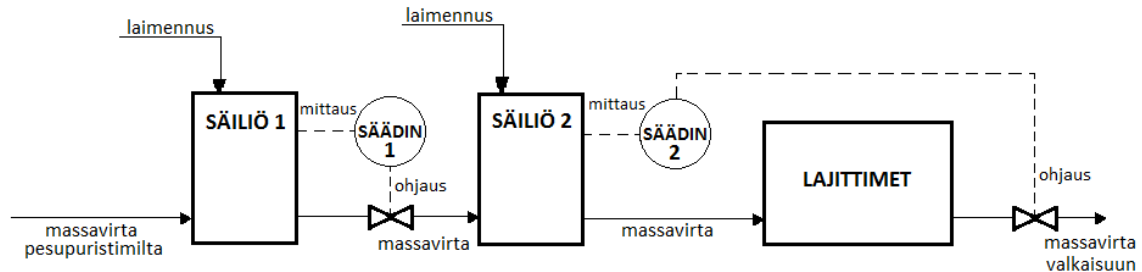 laimennus
laimennus
SÄILIÖ 1
mittaus
SÄÄDIN
1
ohjaus
SÄILIÖ 2
mittaus
SÄÄDIN
2
LAJITTIMET
ohjaus
massavirta
pesupuristimilta
massavirta
massavirta
massavirta
valkaisuun